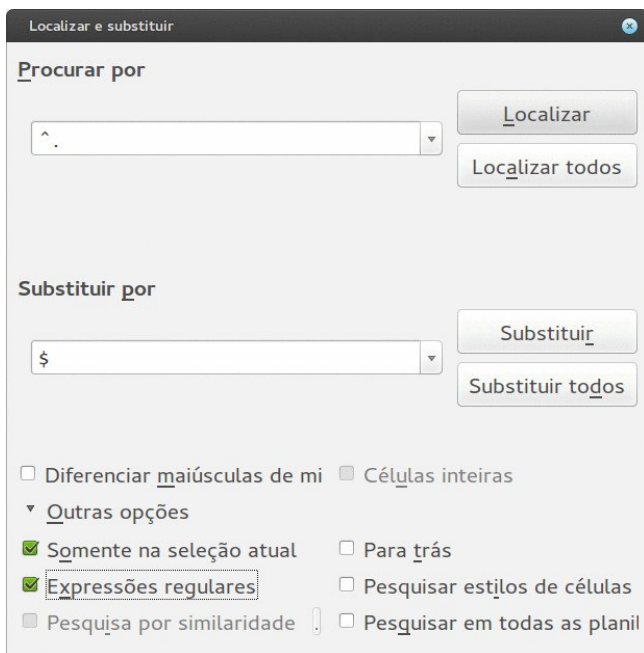 Localizar e substituir
Procurar por
^.
Localizar
Localizar todos
Substituir por
$
Substituir
Substituir todos
Diferenciar maiúsculas de mi
Células inteiras
Outras opções
Somente na seleção atual
Para trás
Expressões regulares
Pesquisar estilos de células
Pesquisa por similaridade
.
Pesquisar em todas as planil